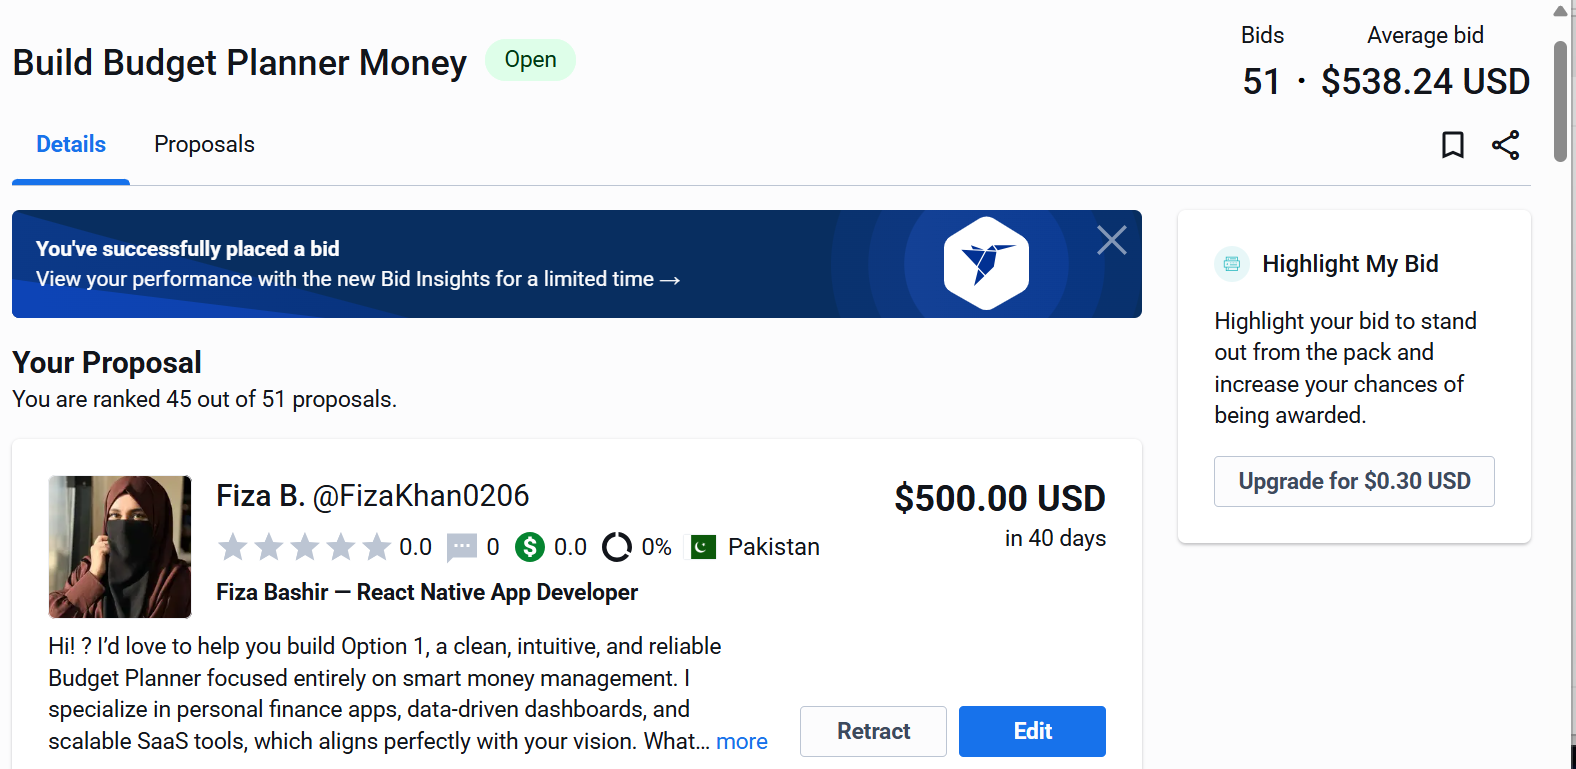 Build Budget Planner Money
Open
Bids
Average bid
51 · $538.24 USD
Details
Proposals
You've successfully placed a bid
View your performance with the new Bid Insights for a limited time →
Your Proposal
You are ranked 45 out of 51 proposals.
Fiza B. @FizaKhan0206
0.0
0
0.0
0%
Pakistan
Fiza Bashir — React Native App Developer
$500.00 USD
in 40 days
Hi! ? I’d love to help you build Option 1, a clean, intuitive, and reliable
Budget Planner focused entirely on smart money management. I
specialize in personal finance apps, data-driven dashboards, and
scalable SaaS tools, which aligns perfectly with your vision. What... more
Retract
Edit
Highlight My Bid
Highlight your bid to stand
out from the pack and
increase your chances of
being awarded.
Upgrade for $0.30 USD